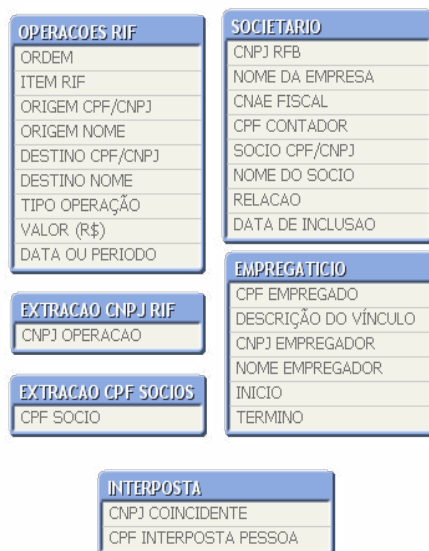 OPERACOES RIF
ORDEM
ITEM RIF
ORIGEM CPF/CNPJ
ORIGEM NOME
DESTINO CPF/CNPJ
DESTINO NOME
TIPO OPERAÇÃO
VALOR (R$)
DATA OU PERIODO
EXTRACAO CNPJ RIF
CNPJ OPERACAO
EXTRACAO CPF SOCIOS
CPF SOCIO
SOCIETARIO
CNPJ RFB
NOME DA EMPRESA
CNAE FISCAL
CPF CONTADOR
SOCIO CPF/CNPJ
NOME DO SOCIO
RELACAO
DATA DE INCLUSAO
EMPREGATICIO
CPF EMPREGADO
DESCRIÇÃO DO VÍNCULO
CNPJ EMPREGADOR
NOME EMPREGADOR
INICIO
TERMINO
INTERPOSTA
CNPJ COINCIDENTE
CPF INTERPOSTA PESSOA